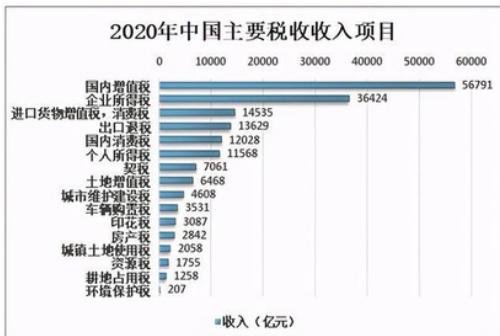 2020年中国主要税收收入项目
0 10000 20000 30000 40000 50000 60000
国内增值税 56791
企业所得税 36424
进口货物增值税，消费税 14535
出口退税 13629
国内消费税 12028
个人所得税 11568
契税 7061
土地增值税 6468
城市维护建设税 4608
车辆购置税 3531
印花税 3087
房产税 2842
城镇土地使用税 2058
资源税 1755
耕地占用税 1258
环境保护税 207
收入（亿元）